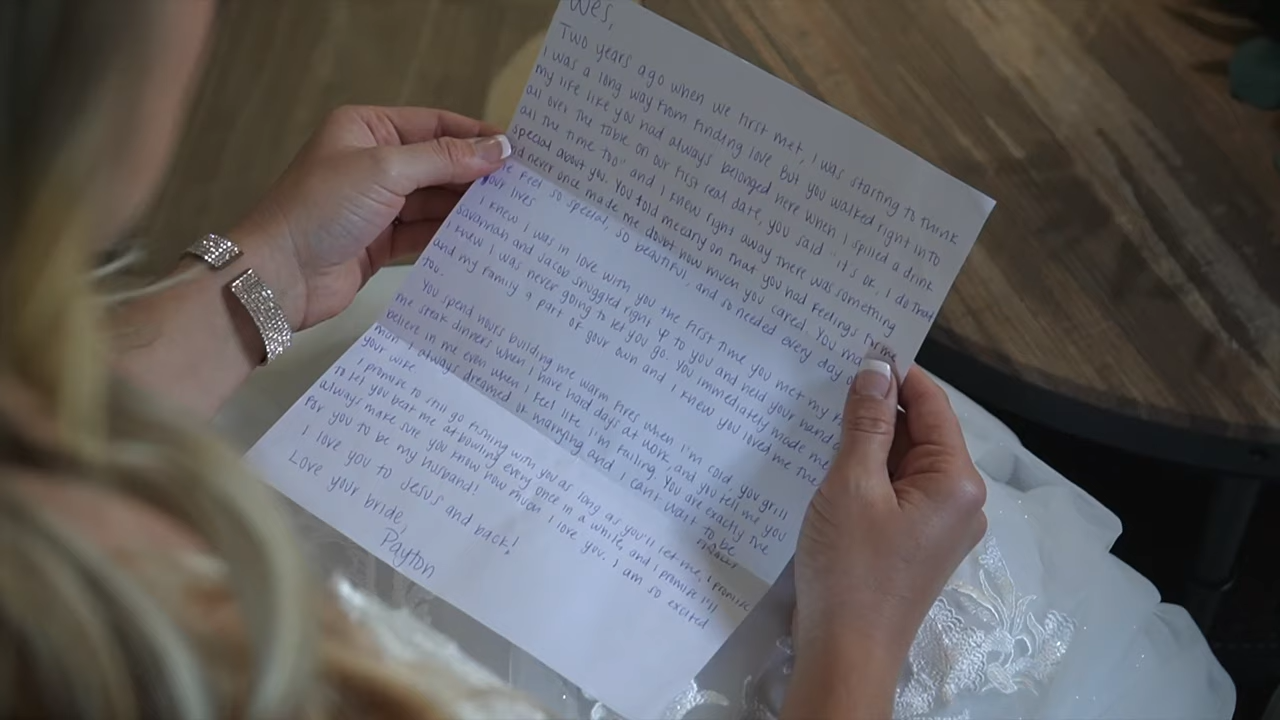 Wes,
Two years ago when we first met, I was starting to think
I was a long way from finding love. But you walked right into
my life like you had always belonged here. When I spilled a drink
all over the table on our first real date, you said "it's ok, I do that
all the time too" and I knew right away there was something
special about you. You told me early on that you had feelings for me
never once made me doubt how much you cared. You
me feel so special, so beautiful, and so needed every day
our lives
I knew I was in love with you the first time you met my
Savannah and Jacob snuggled right up to you and held your hands
I knew I was never going to let you go. You immediately made me
and my family a part of your own and I knew you loved me the
too.
You spend hours building me warm fires when I'm cold, you grill
me steak dinners when I have hard days at work, and you tell me you
believe in me even when I feel like I'm failing. You are exactly the
man I always dreamed of marrying and I can't wait to be
your wife.
I promise to still go fishing with you as long as you'll let me, I promise
to let you beat me at bowling every once in a while, and I promise I'll
always make sure you know how much I love you. I am so excited
for you to be my husband!
I love you to Jesus and back!
Love your bride,
Payton